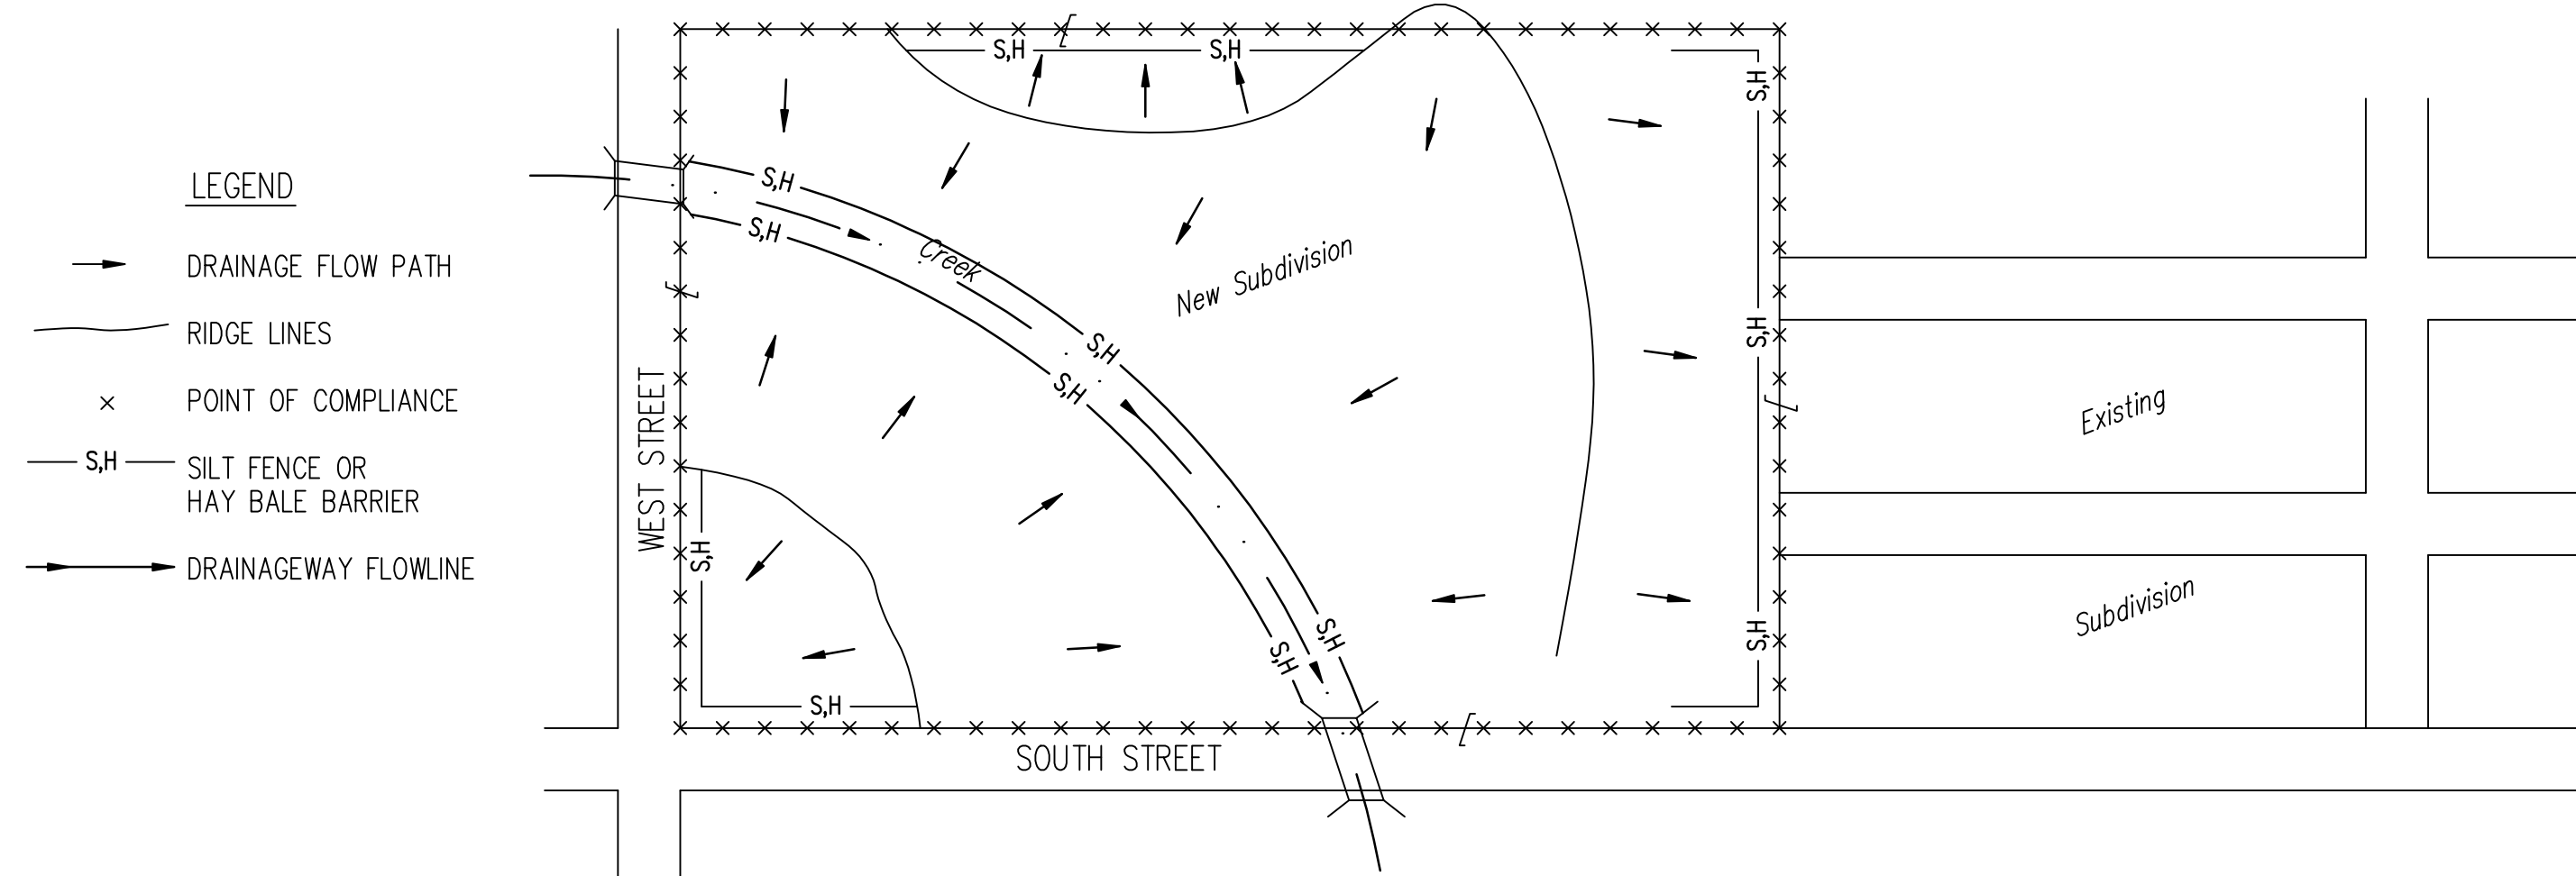 LEGEND
DRAINAGE FLOW PATH
RIDGE LINES
POINT OF COMPLIANCE
S,H
SILT FENCE OR
HAY BALE BARRIER
DRAINAGEWAY FLOWLINE
S,H
S,H
S,H
S,H
S,H
Creek
New Subdivision
S,H
S,H
S,H
WEST STREET
Existing
S,H
S,H
S,H
S,H
S,H
Subdivision
SOUTH STREET